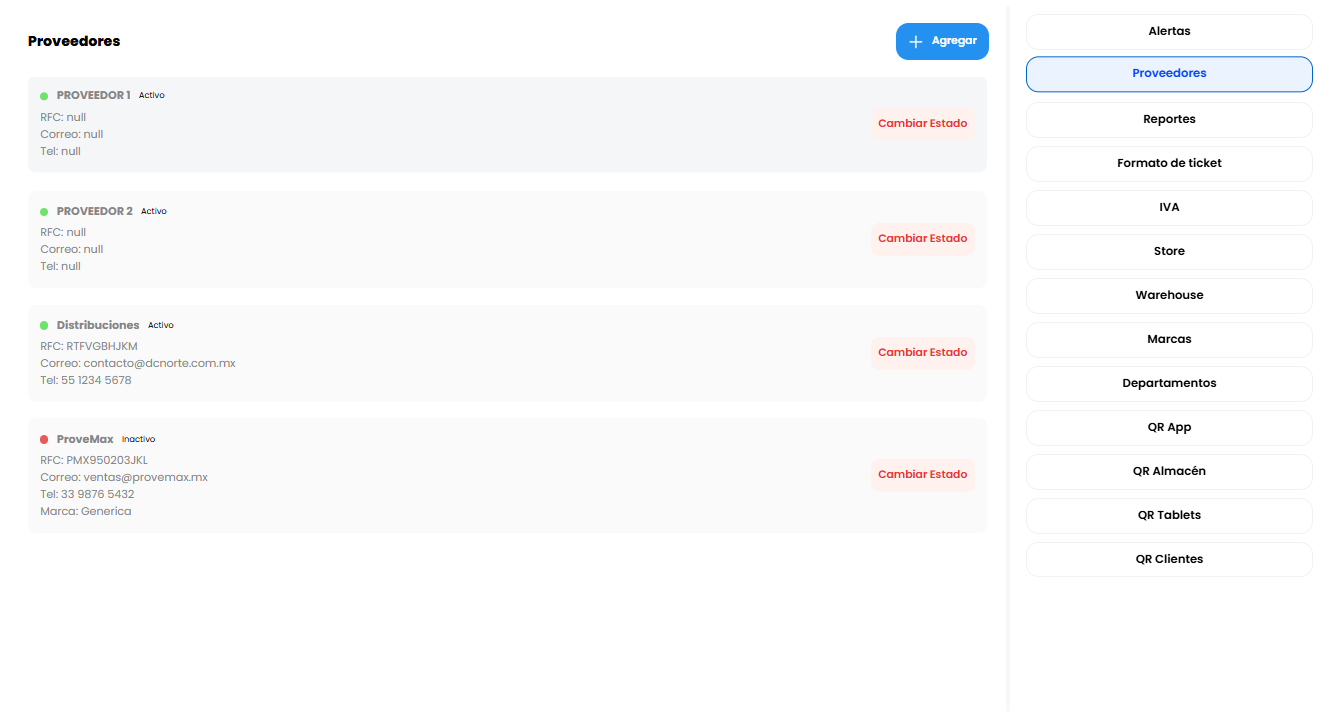 Proveedores
Agregar
PROVEEDOR 1 Activo
RFC: null
Correo: null
Tel: null
Cambiar Estado
PROVEEDOR 2 Activo
RFC: null
Correo: null
Tel: null
Cambiar Estado
Distribuciones Activo
RFC: RTFVGBHJKM
Correo: contacto@dcnorte.com.mx
Tel: 55 1234 5678
Cambiar Estado
ProveMax Inactivo
RFC: PMX950203JKL
Correo: ventas@provemax.mx
Tel: 33 9876 5432
Marca: Generica
Cambiar Estado
Alertas
Proveedores
Reportes
Formato de ticket
IVA
Store
Warehouse
Marcas
Departamentos
QR App
QR Almacén
QR Tablets
QR Clientes